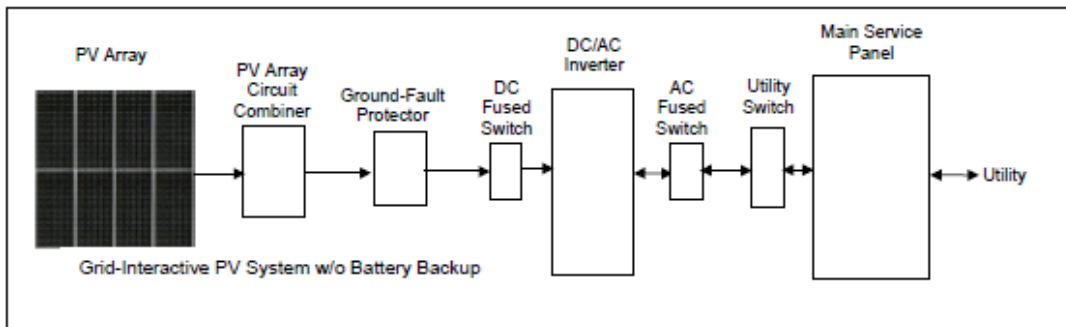 PV Array
PV Array
Circuit
Combiner
Ground-Fault
Protector
DC
Fused
Switch
DC/AC
Inverter
AC
Fused
Switch
Utility
Switch
Main Service
Panel
Utility
Grid-Interactive PV System w/o Battery Backup